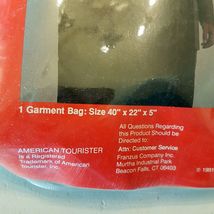 1 Garment Bag: Size 40" x 22" x 5"
AMERICAN TOURISTER
is a Registered
Trademark of American
Tourister, Inc.
All Questions Regarding
this Product Should be
Directed to:
Attn: Customer Service
Franzus Company Inc.
Murtha Industrial Park
Beacon Falls, CT 06403